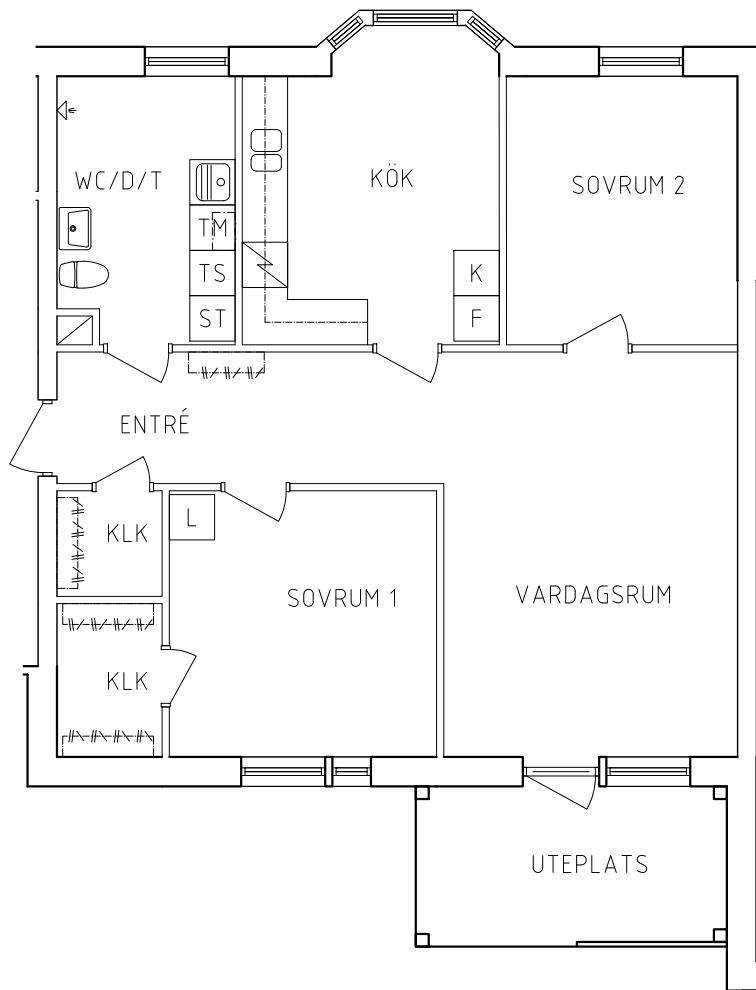 WC/D/T
KÖK
SOVRUM 2
TM
TS
ST
K
F
ENTRÉ
KLK
L
SOVRUM 1
VARDAGSRUM
KLK
UTEPLATS